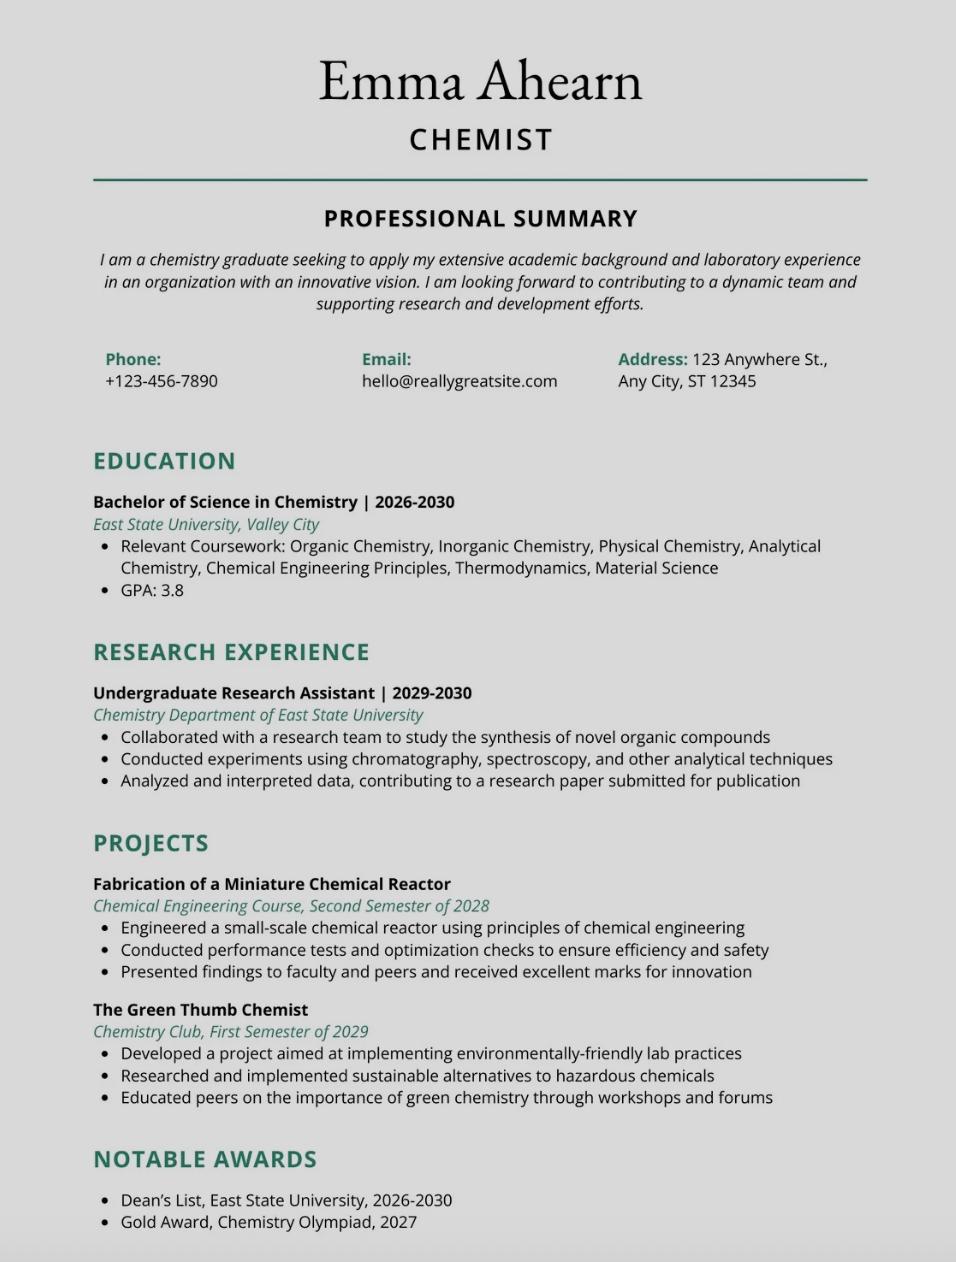 Emma Ahearn
CHEMIST
PROFESSIONAL SUMMARY
I am a chemistry graduate seeking to apply my extensive academic background and laboratory experience
in an organization with an innovative vision. I am looking forward to contributing to a dynamic team and
supporting research and development efforts.
Phone:
+123-456-7890
Email:
hello@reallygreatsite.com
Address: 123 Anywhere St.,
Any City, ST 12345
EDUCATION
Bachelor of Science in Chemistry | 2026-2030
East State University, Valley City
• Relevant Coursework: Organic Chemistry, Inorganic Chemistry, Physical Chemistry, Analytical
Chemistry, Chemical Engineering Principles, Thermodynamics, Material Science
• GPA: 3.8
RESEARCH EXPERIENCE
Undergraduate Research Assistant | 2029-2030
Chemistry Department of East State University
• Collaborated with a research team to study the synthesis of novel organic compounds
• Conducted experiments using chromatography, spectroscopy, and other analytical techniques
• Analyzed and interpreted data, contributing to a research paper submitted for publication
PROJECTS
Fabrication of a Miniature Chemical Reactor
Chemical Engineering Course, Second Semester of 2028
• Engineered a small-scale chemical reactor using principles of chemical engineering
• Conducted performance tests and optimization checks to ensure efficiency and safety
• Presented findings to faculty and peers and received excellent marks for innovation
The Green Thumb Chemist
Chemistry Club, First Semester of 2029
• Developed a project aimed at implementing environmentally-friendly lab practices
• Researched and implemented sustainable alternatives to hazardous chemicals
• Educated peers on the importance of green chemistry through workshops and forums
NOTABLE AWARDS
• Dean’s List, East State University, 2026-2030
• Gold Award, Chemistry Olympiad, 2027